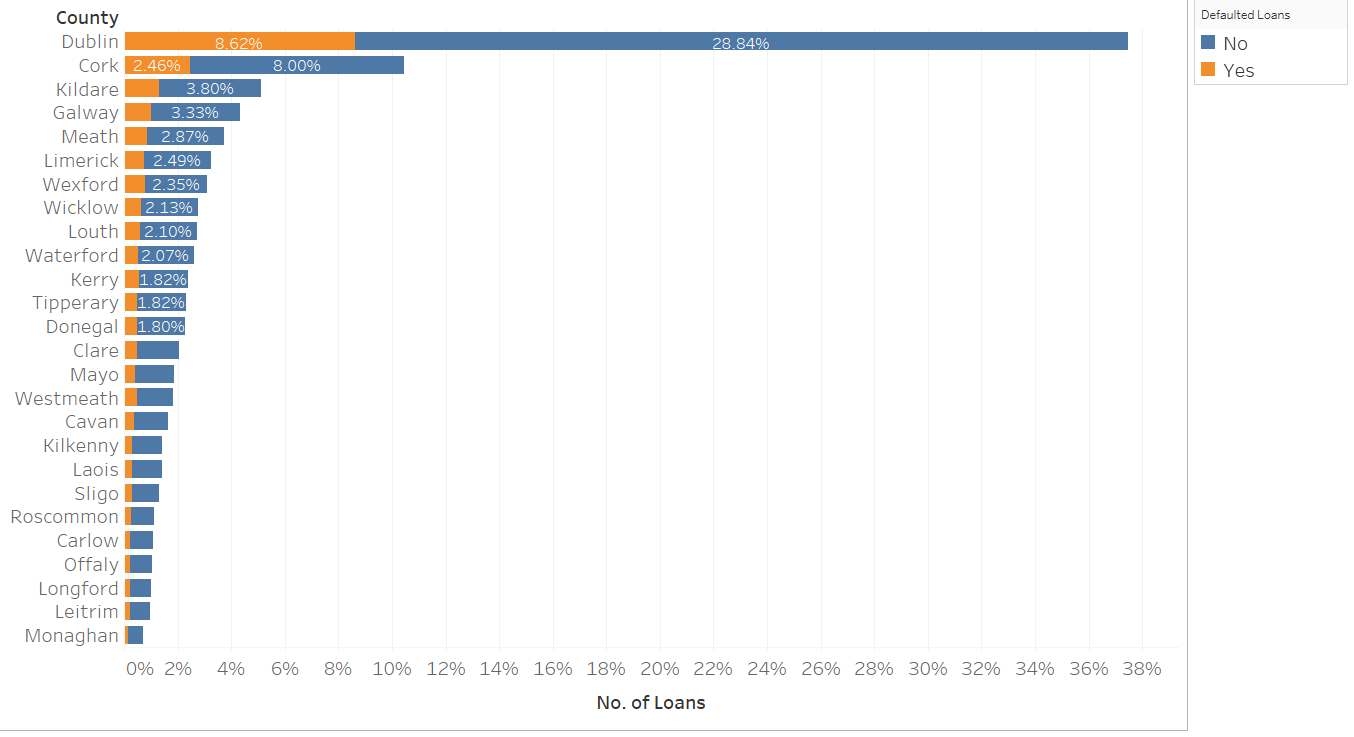 County
Dublin 8.62% 28.84%
Cork 2.46% 8.00%
Kildare 3.80%
Galway 3.33%
Meath 2.87%
Limerick 2.49%
Wexford 2.35%
Wicklow 2.13%
Louth 2.10%
Waterford 2.07%
Kerry 1.82%
Tipperary 1.82%
Donegal 1.80%
Clare
Mayo
Westmeath
Cavan
Kilkenny
Laois
Sligo
Roscommon
Carlow
Offaly
Longford
Leitrim
Monaghan
0% 2% 4% 6% 8% 10% 12% 14% 16% 18% 20% 22% 24% 26% 28% 30% 32% 34% 36% 38%
No. of Loans
Defaulted Loans
No
Yes